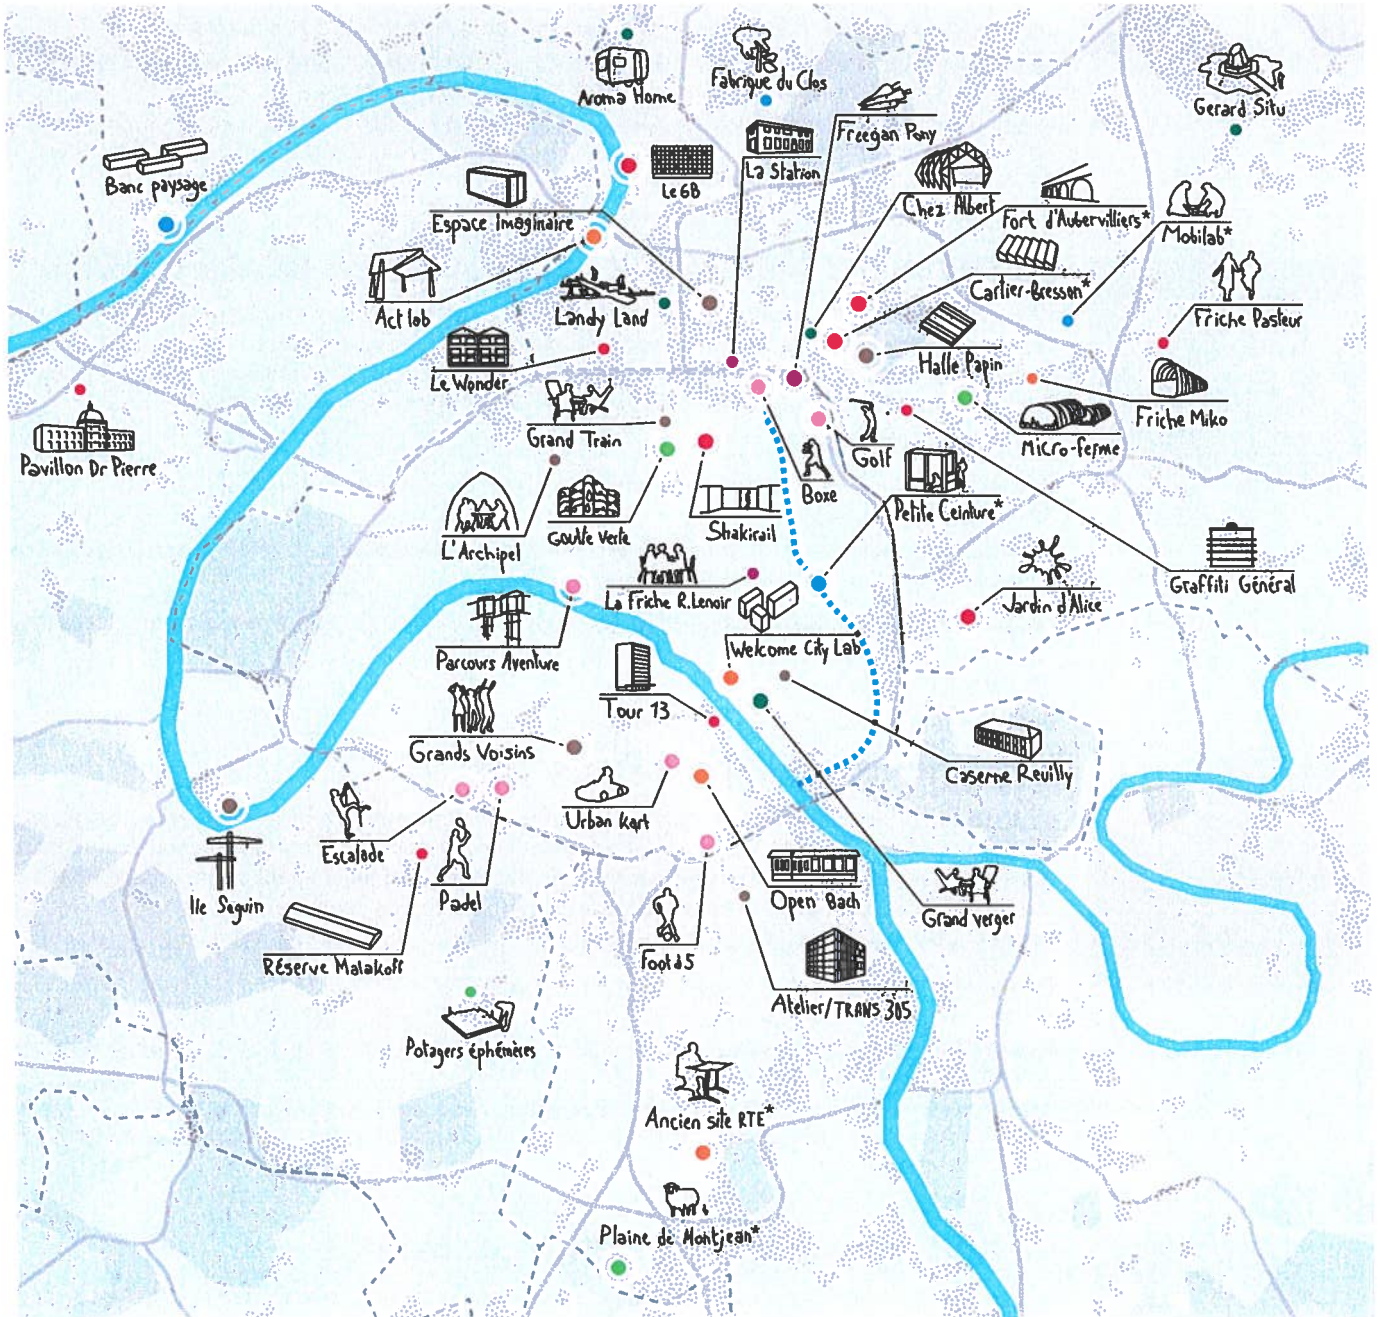 Aroma Home
Fabrique du Clos
Gerard Situ
Freegan Pony
La Station
Banc paysage
Le 6B
Chez Albert
Fort d'Aubervilliers*
Mobilab*
Espace Imaginaire
Cartier-Bresson*
Act lab
Landy Land
Friche Pasteur
Halle Papin
Le Wonder
Friche Miko
Grand Train
Micro-ferme
Pavillon Dr Pierre
Golf
Boxe
Petite Ceinture*
L'Archipel
Goutte Verte
Shakirail
Graffiti Général
La Friche R.Lenoir
Jardin d'Alice
Parcours Aventure
Welcome City Lab
Tour 13
Grands Voisins
Caserne Reuilly
Urban Kart
Escalade
Padel
Open Bach
Ile Seguin
Grand verger
Réserve Malakoff
Foot à 5
Atelier/TRANS 305
Potagers éphémères
Ancien site RTE*
Plaine de Montjean*